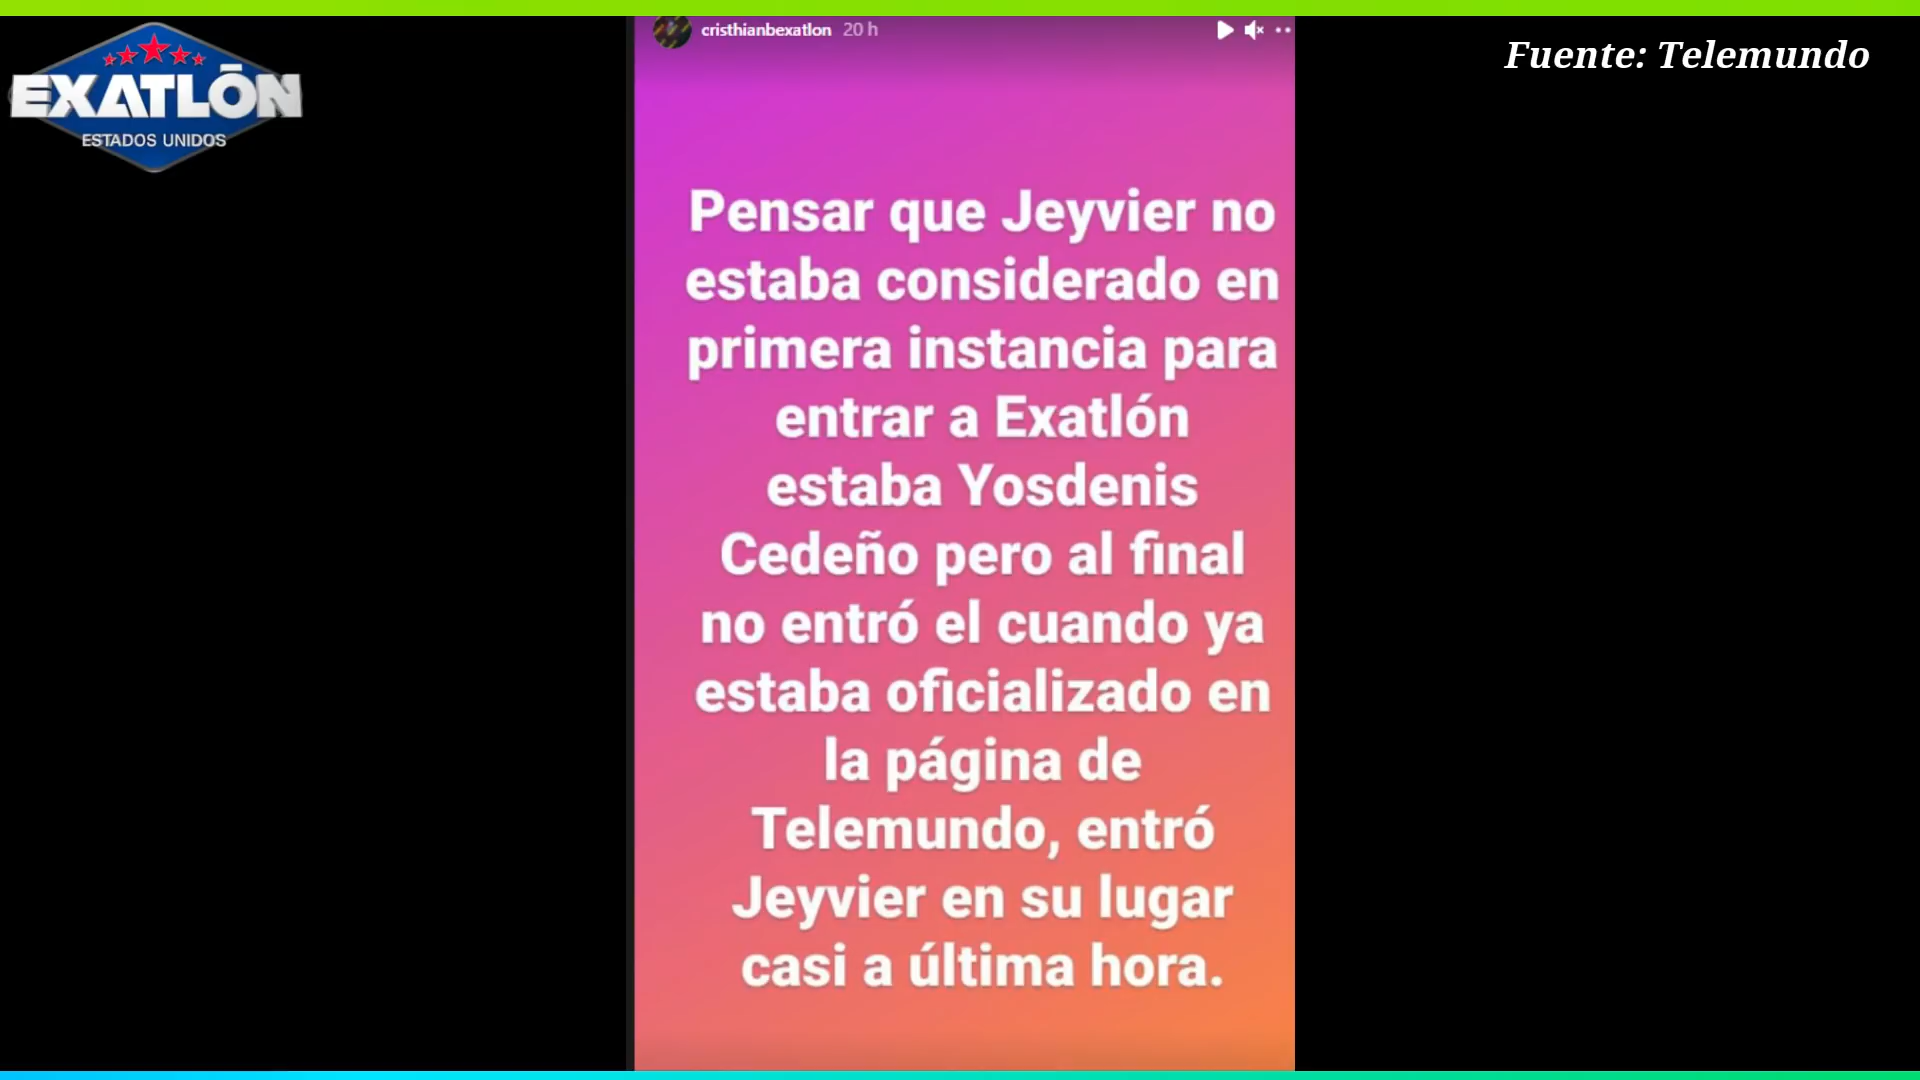 EXATLÓN
ESTADOS UNIDOS
cristhianbexatlon 20 h
Fuente: Telemundo
Pensar que Jeyvier no
estaba considerado en
primera instancia para
entrar a Exatlón
estaba Yosdenis
Cedeño pero al final
no entró el cuando ya
estaba oficializado en
la página de
Telemundo, entró
Jeyvier en su lugar
casi a última hora.